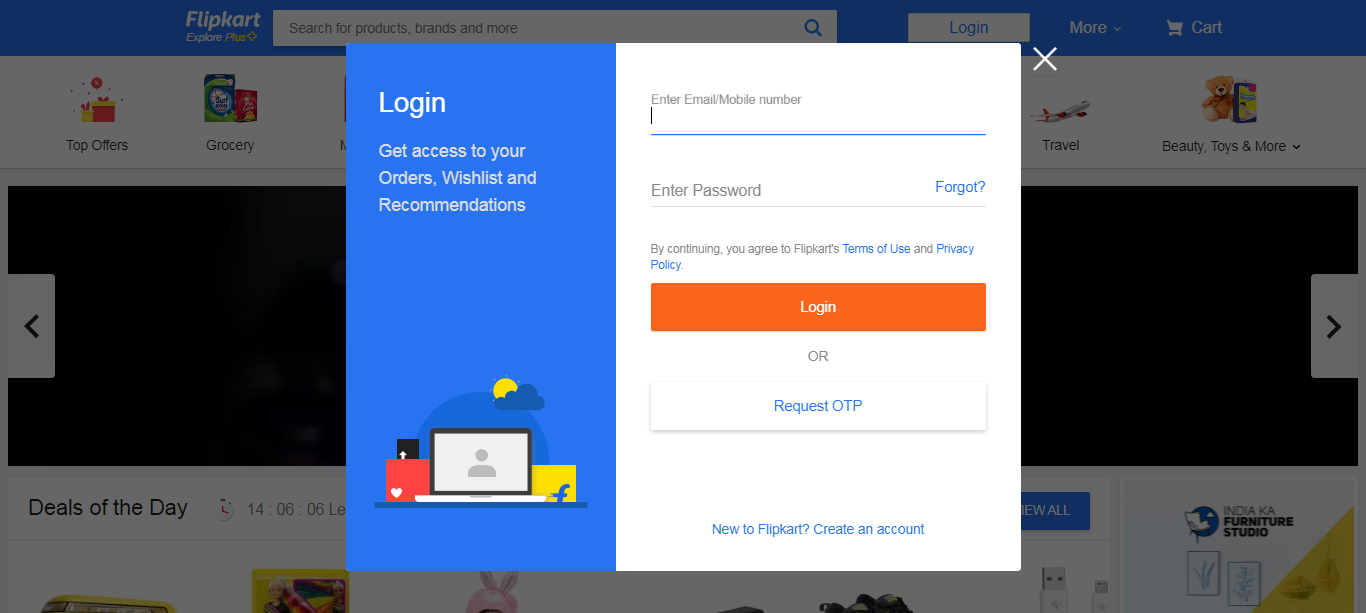 Flipkart
Explore Plus
Search for products, brands and more
Login
More
Cart
Top Offers
Grocery
Travel
Beauty, Toys & More
Login
Get access to your
Orders, Wishlist and
Recommendations
Enter Email/Mobile number
Enter Password
Forgot?
By continuing, you agree to Flipkart's Terms of Use and Privacy
Policy.
Login
OR
Request OTP
New to Flipkart? Create an account
Deals of the Day
14 : 06 : 06 Le
IEW ALL
INDIA KA
FURNITURE
STUDIO